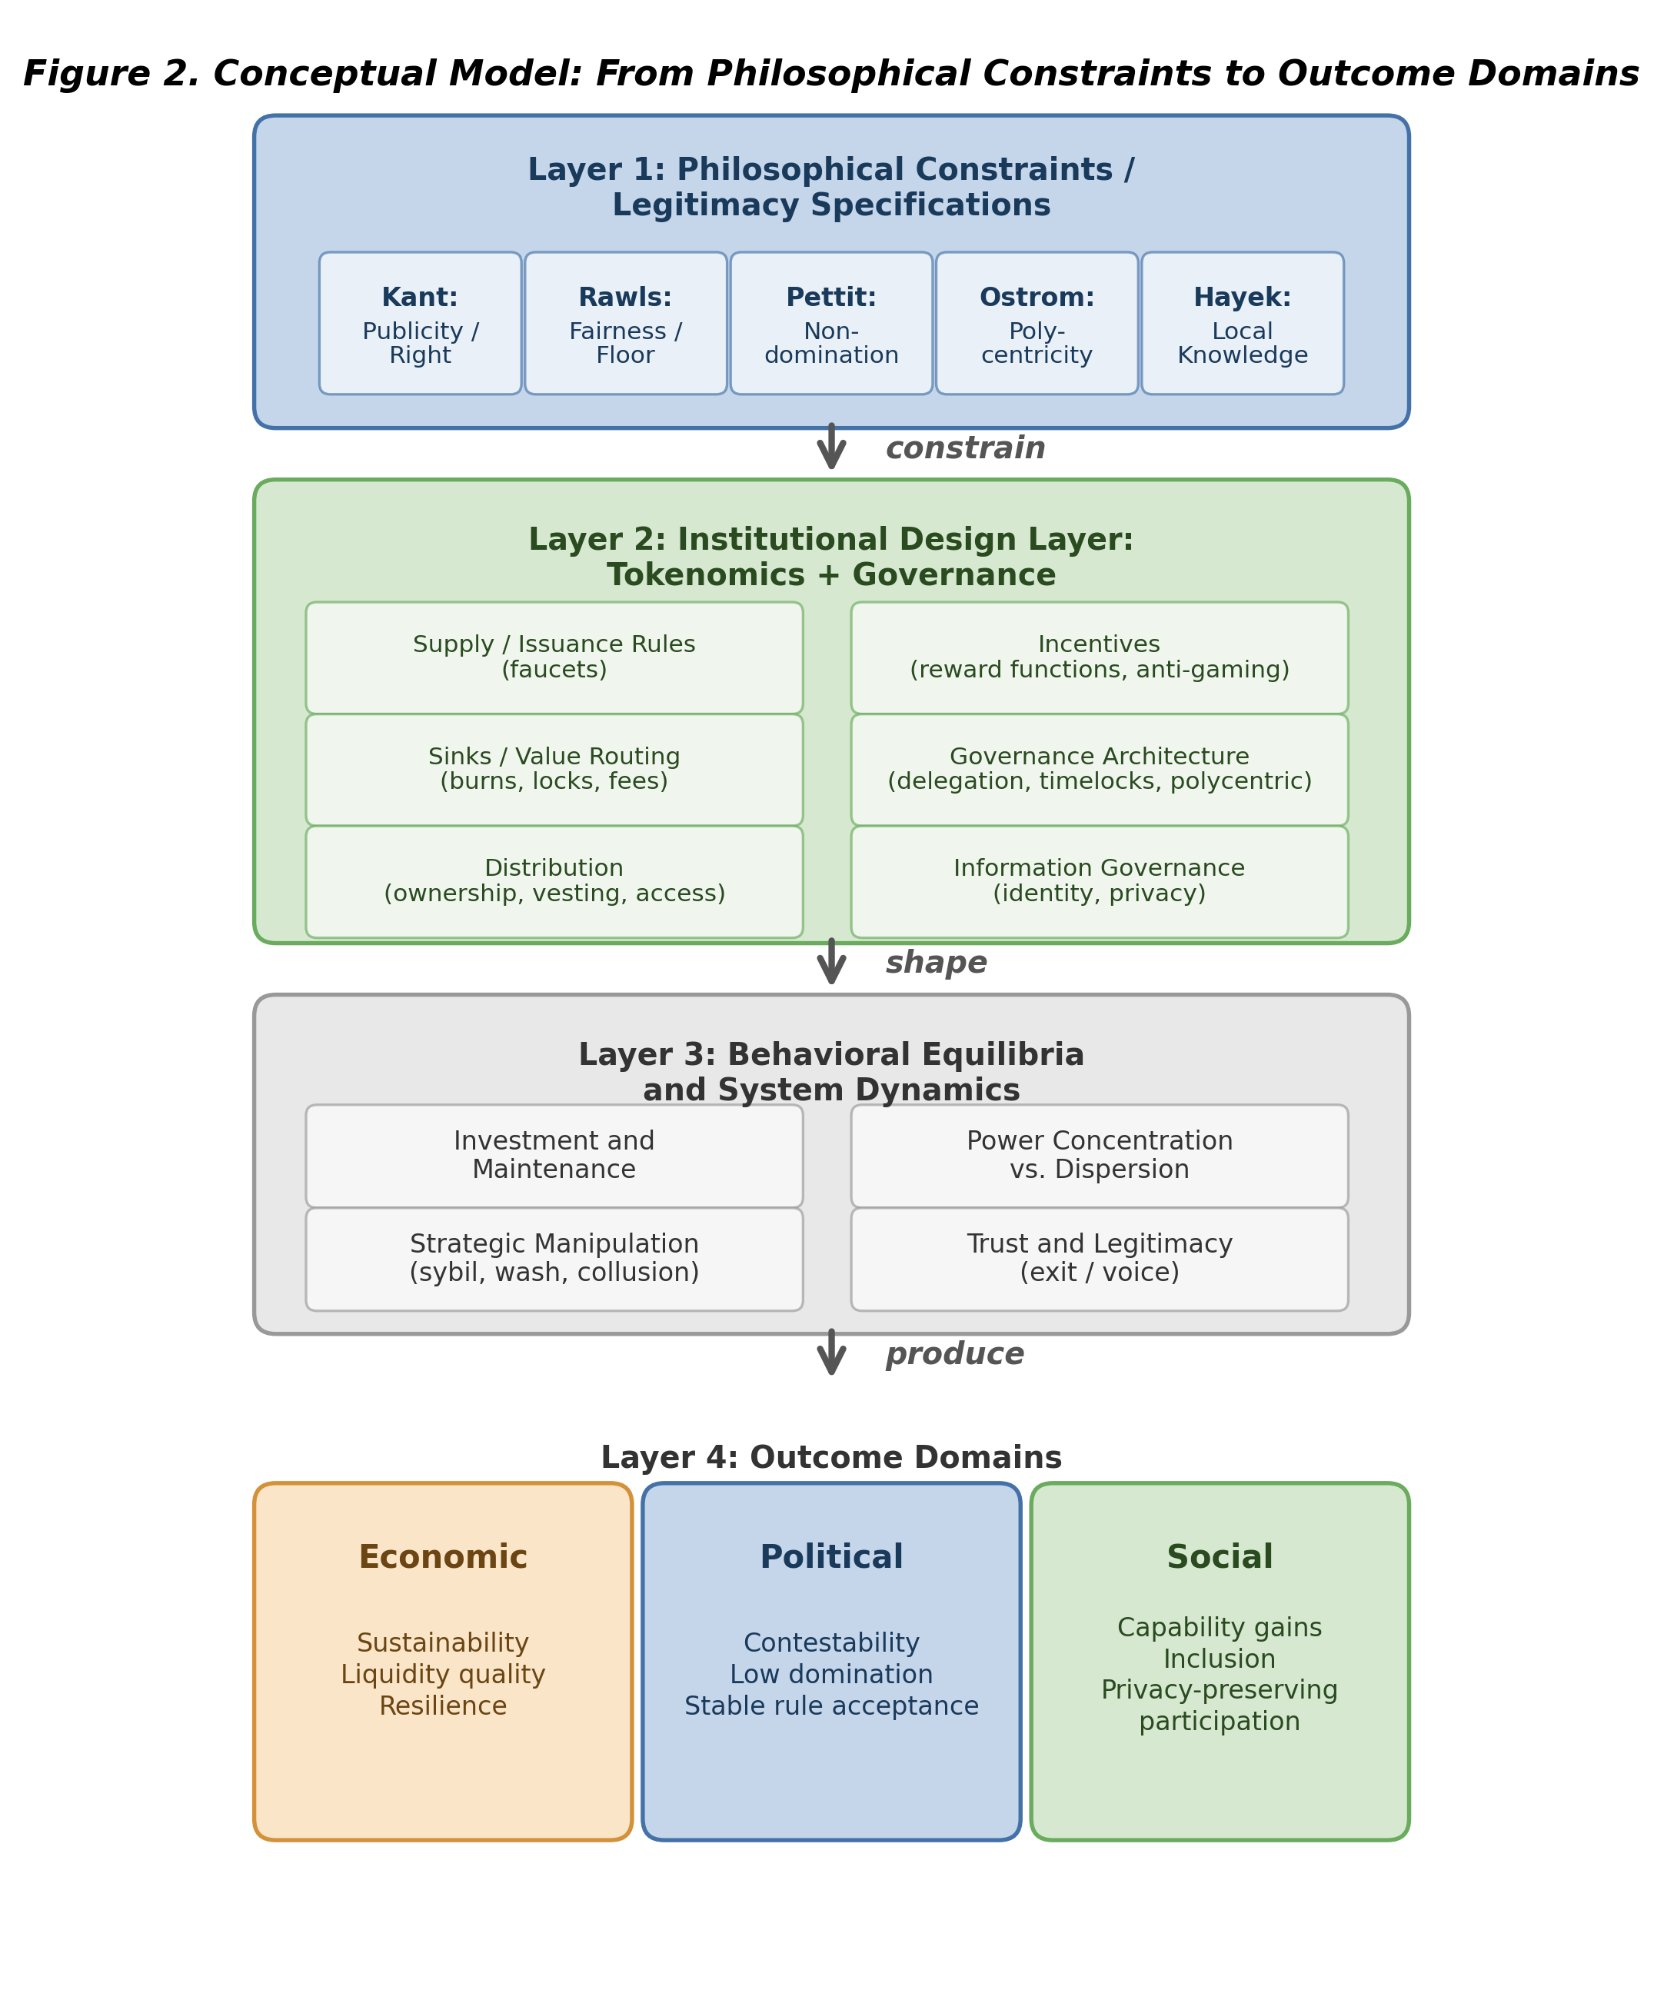 Figure 2. Conceptual Model: From Philosophical Constraints to Outcome Domains
Layer 1: Philosophical Constraints /
Legitimacy Specifications
Kant:
Publicity /
Right
Rawls:
Fairness /
Floor
Pettit:
Non-
domination
Ostrom:
Poly-
centricity
Hayek:
Local
Knowledge
constrain
Layer 2: Institutional Design Layer:
Tokenomics + Governance
Supply / Issuance Rules
(faucets)
Incentives
(reward functions, anti-gaming)
Sinks / Value Routing
(burns, locks, fees)
Governance Architecture
(delegation, timelocks, polycentric)
Distribution
(ownership, vesting, access)
Information Governance
(identity, privacy)
shape
Layer 3: Behavioral Equilibria
and System Dynamics
Investment and
Maintenance
Power Concentration
vs. Dispersion
Strategic Manipulation
(sybil, wash, collusion)
Trust and Legitimacy
(exit / voice)
produce
Layer 4: Outcome Domains
Economic
Sustainability
Liquidity quality
Resilience
Political
Contestability
Low domination
Stable rule acceptance
Social
Capability gains
Inclusion
Privacy-preserving
participation